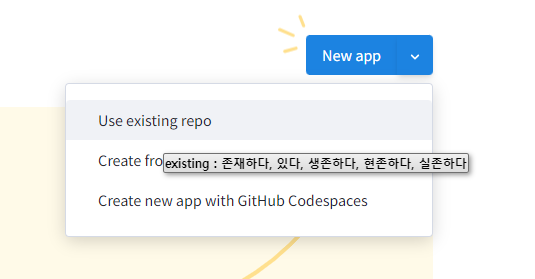 New app
Use existing repo
Create fro
existing : 존재하다, 있다, 생존하다, 현존하다, 실존하다
Create new app with GitHub Codespaces